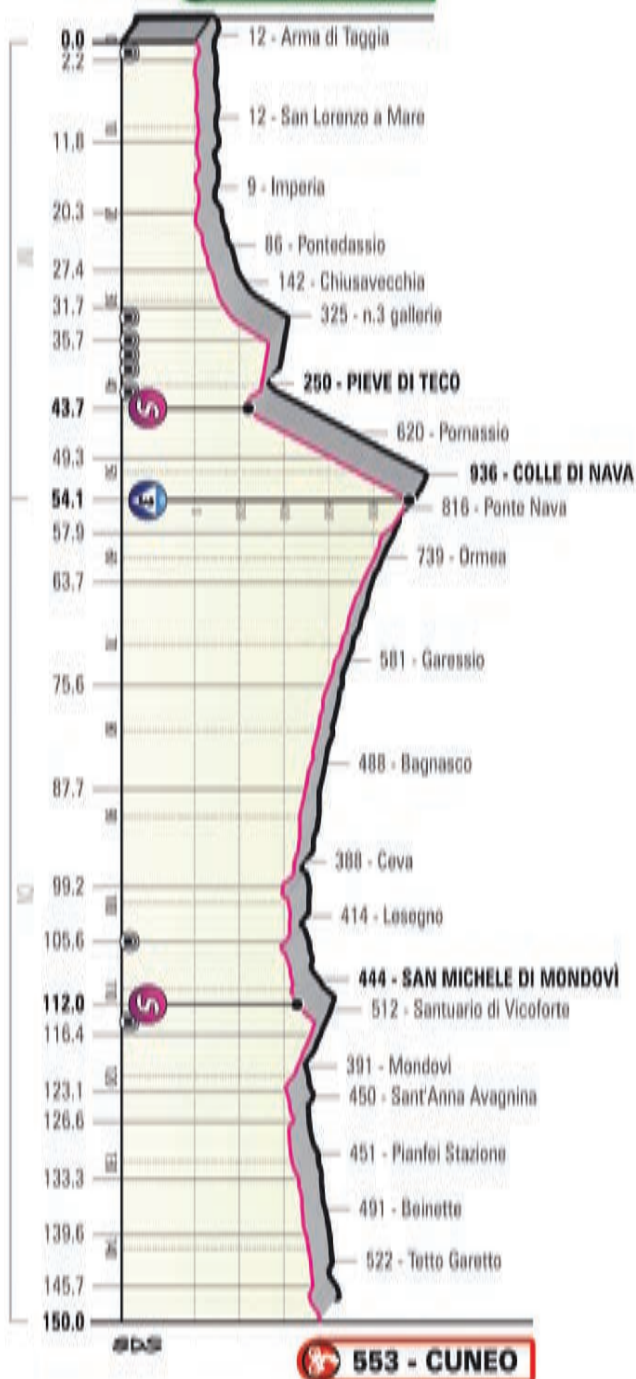 0.0
12 - Arma di Taggia
2.2
12 - San Lorenzo a Mare
11.8
9 - Imperia
20.3
86 - Pontedassio
27.4
142 - Chiusavecchia
31.7
325 - n.3 gallerie
35.7
250 - PIEVE DI TECO
43.7
S
620 - Pornassio
49.3
936 - COLLE DI NAVA
54.1
3
816 - Ponte Nava
57.9
739 - Ormea
63.7
581 - Garessio
75.6
488 - Bagnasco
87.7
388 - Ceva
99.2
414 - Lesegno
105.6
444 - SAN MICHELE DI MONDOVÌ
112.0
S
512 - Santuario di Vicoforte
116.4
391 - Mondovì
123.1
450 - Sant'Anna Avagnina
126.6
451 - Pianfei Stazione
133.3
491 - Beinette
139.6
522 - Tetto Garetto
145.7
150.0
553 - CUNEO